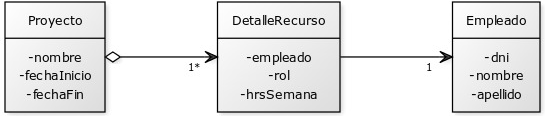 Proyecto
-nombre
-fechaInicio
-fechaFin
1*
DetalleRecurso
-empleado
-rol
-hrsSemana
1
Empleado
-dni
-nombre
-apellido